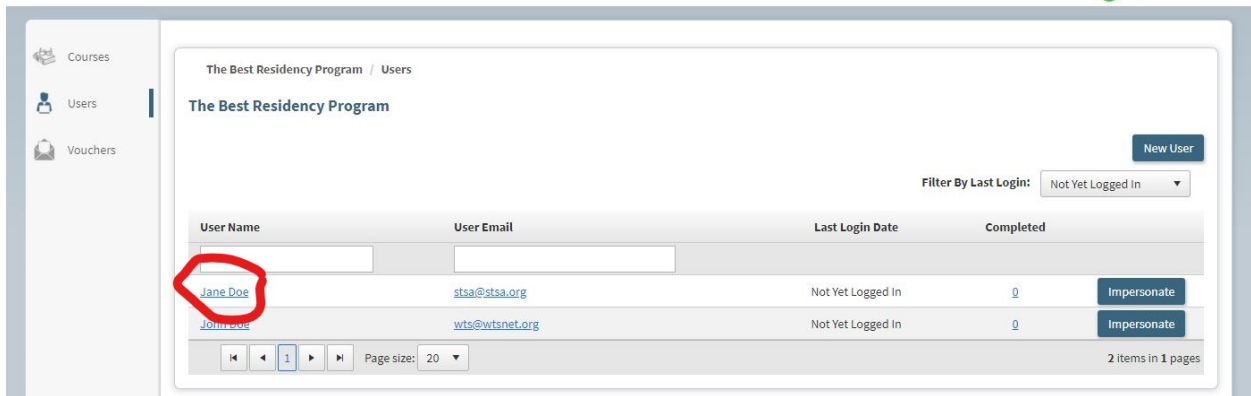 Courses
Users
Vouchers
The Best Residency Program / Users
The Best Residency Program
New User
Filter By Last Login: Not Yet Logged In
User Name User Email Last Login Date Completed
Jane Doe stsa@stsa.org Not Yet Logged In 0 Impersonate
John Doe wts@wtsnet.org Not Yet Logged In 0 Impersonate
1 Page size: 20 2 items in 1 pages